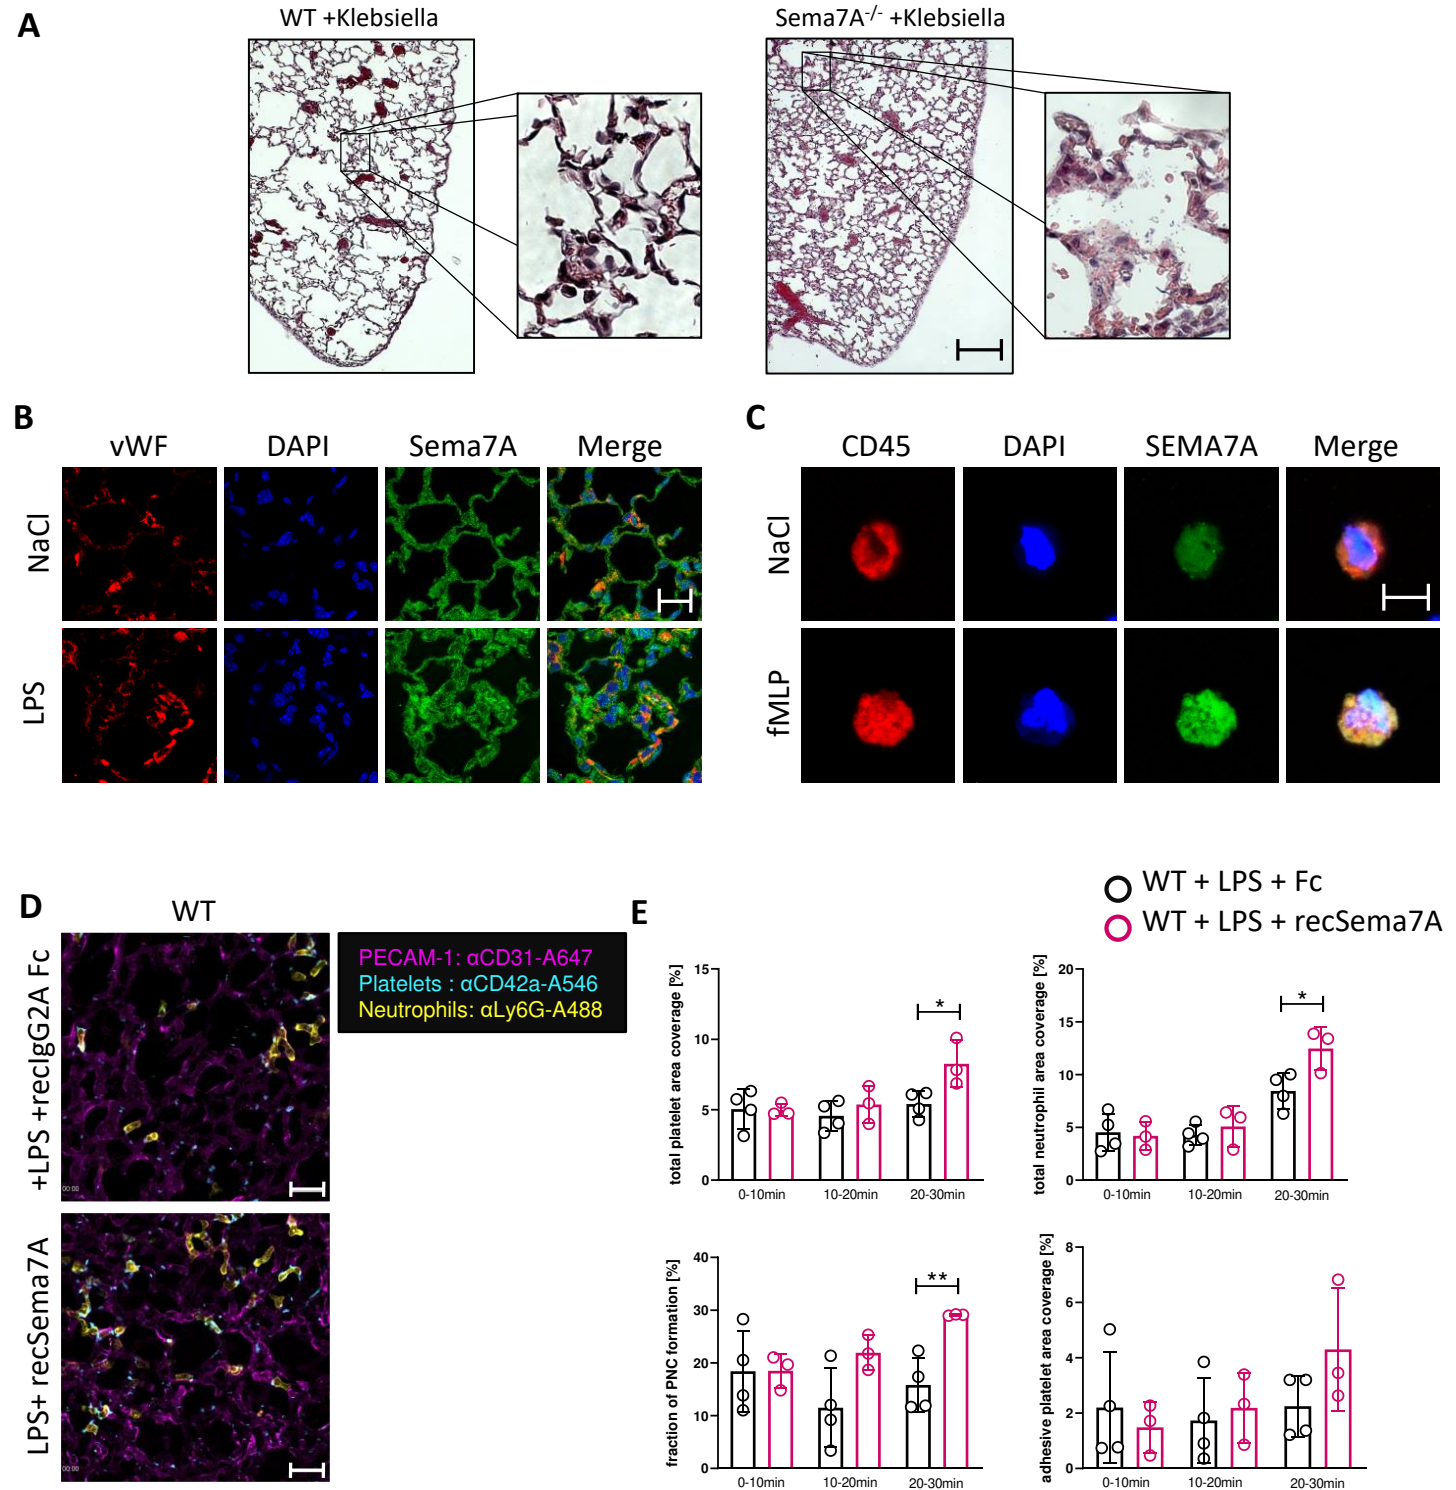 A
WT +Klebsiella
Sema7A-/- +Klebsiella
B
vWF
DAPI
Sema7A
Merge
NaCl
LPS
C
CD45
DAPI
SEMA7A
Merge
NaCl
fMLP
D
WT
+LPS +recIgG2A Fc
LPS+ recSema7A
PECAM-1: αCD31-A647
Platelets : αCD42a-A546
Neutrophils: αLy6G-A488
00:00
00:00
E
WT + LPS + Fc
WT + LPS + recSema7A
total platelet area coverage [%]
15
10
5
0
*
0-10min
10-20min
20-30min
total neutrophil area coverage [%]
20
15
10
5
0
*
0-10min
10-20min
20-30min
fraction of PNC formation [%]
40
30
20
10
0
**
0-10min
10-20min
20-30min
adhesive platelet area coverage [%]
8
6
4
2
0
0-10min
10-20min
20-30min